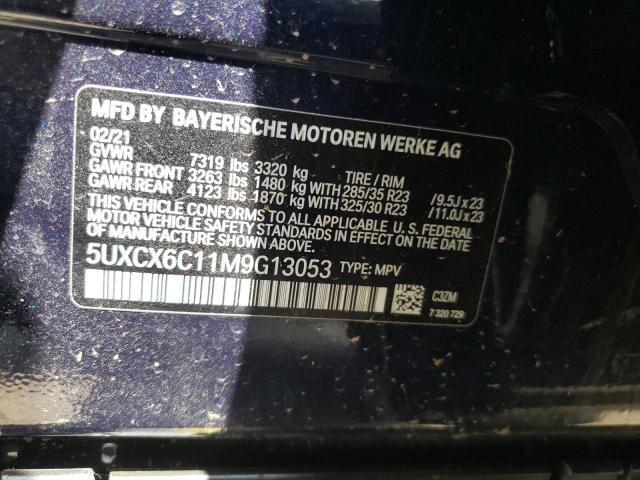 MFD BY BAYERISCHE MOTOREN WERKE AG
02/21
GVWR 7319 lbs 3320 kg TIRE / RIM
GAWR FRONT 3263 lbs 1480 kg WITH 285/35 R23 /9.5J x 23
GAWR REAR 4123 lbs 1870 kg WITH 325/30 R23 /11.0J x 23
THIS VEHICLE CONFORMS TO ALL APPLICABLE U.S. FEDERAL
MOTOR VEHICLE SAFETY STANDARDS IN EFFECT ON THE DATE
OF MANUFACTURE SHOWN ABOVE.
5UXCX6C11M9G13053 TYPE: MPV
C3ZM
7 320 729